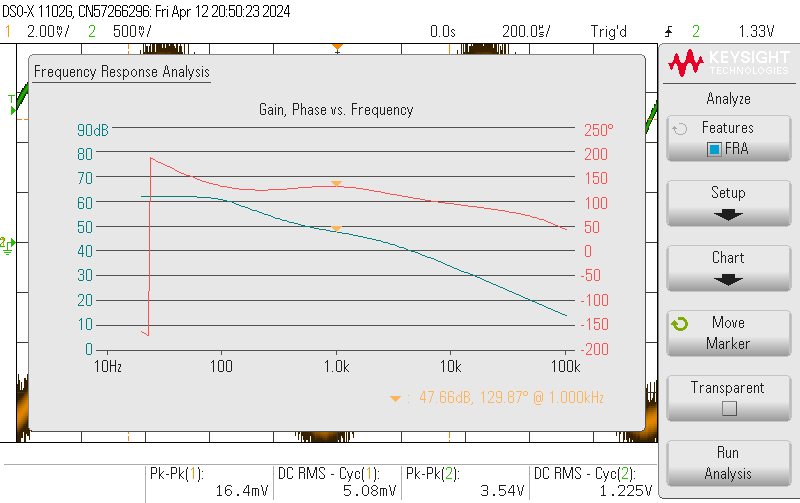 DSO-X 1102G, CN57266296: Fri Apr 12 20:50:23 2024
1 2.00V/ 2 500V/ 0.0s 200.0s/ Trig'd 2 1.33V
KEYSIGHT
TECHNOLOGIES
Frequency Response Analysis
Analyze
Gain, Phase vs. Frequency
Features
FRA
90dB 250°
80 200
70 150
60 100
50 50
40 0
30 -50
20 -100
10 -150
0 -200
10Hz 100 1.0k 10k 100k
Setup
Chart
Move
Marker
Transparent
: 47.66dB, 129.87° @ 1.000kHz
Run
Analysis
T
2
Pk-Pk(1): DC RMS - Cyc(1): Pk-Pk(2): DC RMS - Cyc(2):
16.4mV 5.08mV 3.54V 1.225V